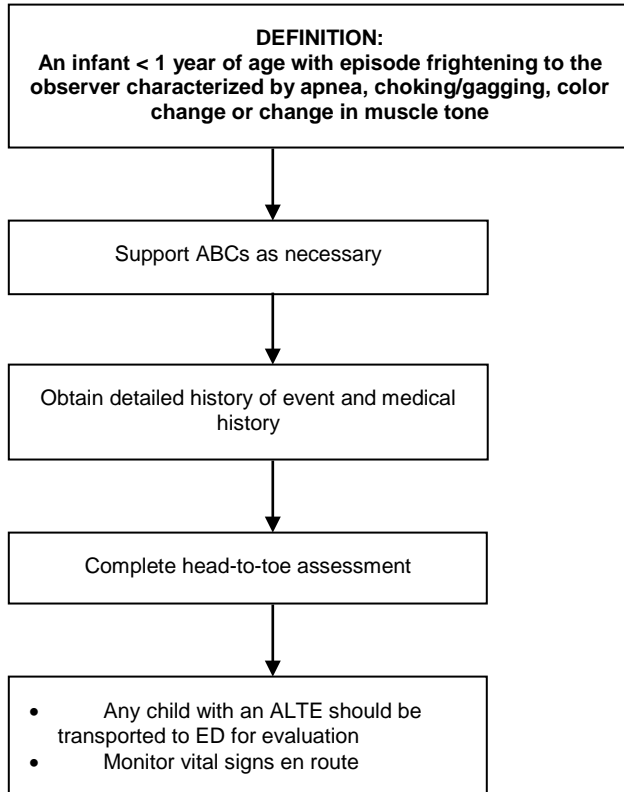 DEFINITION:
An infant < 1 year of age with episode frightening to the
observer characterized by apnea, choking/gagging, color
change or change in muscle tone
Support ABCs as necessary
Obtain detailed history of event and medical
history
Complete head-to-toe assessment
• Any child with an ALTE should be
transported to ED for evaluation
• Monitor vital signs en route